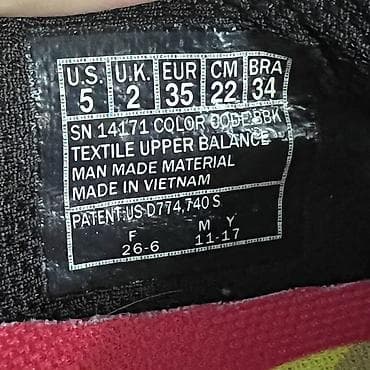 U.S. U.K. EUR CM BRA
5 2 35 22 34
SN 14171 COLOR CODE BBK
TEXTILE UPPER BALANCE
MAN MADE MATERIAL
MADE IN VIETNAM
PATENT:US-D774,740 S
F M Y
26-6 11-17